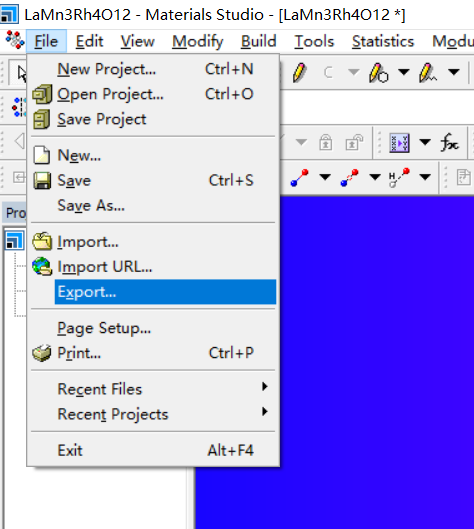 LaMn3Rh4O12 - Materials Studio - [LaMn3Rh4O12 *]
File Edit View Modify Build Tools Statistics Modu
New Project... Ctrl+N
Open Project... Ctrl+O
Save Project
New...
Save Ctrl+S
Save As...
Pro
Import...
Import URL...
Export...
Page Setup...
Print... Ctrl+P
Recent Files
Recent Projects
Exit Alt+F4
C
fx
H